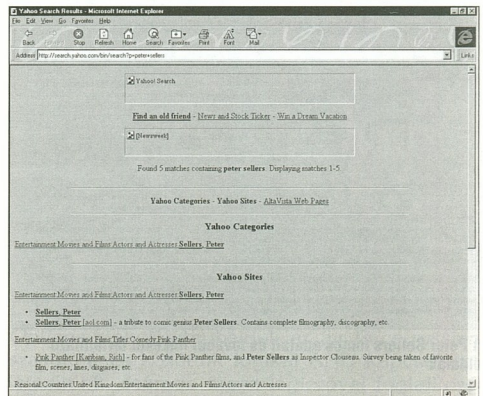 Yahoo Search Results - Microsoft Internet Explorer
File Edit View Go Favorites Help
Back Stop Refresh Home Search Favorites Print Font Mail
Address http://search.yahoo.com/bin/search?p=peter+sellers Links
Yahoo! Search
Find an old friend - News and Stock Ticker - Win a Dream Vacation
[Newsweek]
Found 5 matches containing peter sellers. Displaying matches 1-5.
Yahoo Categories - Yahoo Sites - AltaVista Web Pages
Yahoo Categories
Entertainment:Movies and Films:Actors and Actresses:Sellers, Peter
Yahoo Sites
Entertainment:Movies and Films:Actors and Actresses:Sellers, Peter
• Sellers, Peter
• Sellers, Peter [aol.com] - a tribute to comic genius Peter Sellers. Contains complete filmography, discography, etc.
Entertainment:Movies and Films:Titles:Comedy:Pink Panther
• Pink Panther [Kanbian, Rich] - for fans of the Pink Panther films, and Peter Sellers as Inspector Clouseau. Survey being taken of favorite
film, scenes, lines, disguises, etc.
Regional:Countries:United Kingdom:Entertainment:Movies and Films:Actors and Actresses